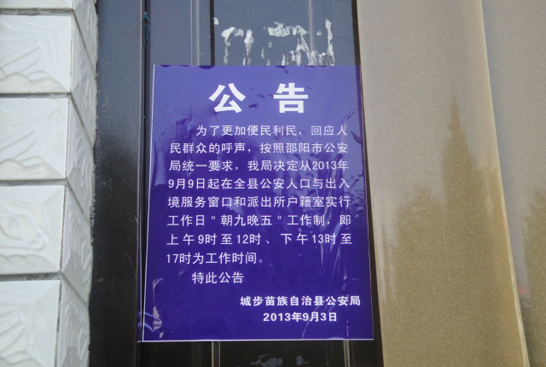 公告
为了更加便民利民，回应人
民群众的呼声，按照邵阳市公安
局统一要求，我局决定从2013年
9月9日起在全县公安人口与出入
境服务窗口和派出所户籍室实行
工作日"朝九晚五"工作制，即
上午9时至12时、下午13时至
17时为工作时间。
特此公告
城步苗族自治县公安局
2013年9月3日